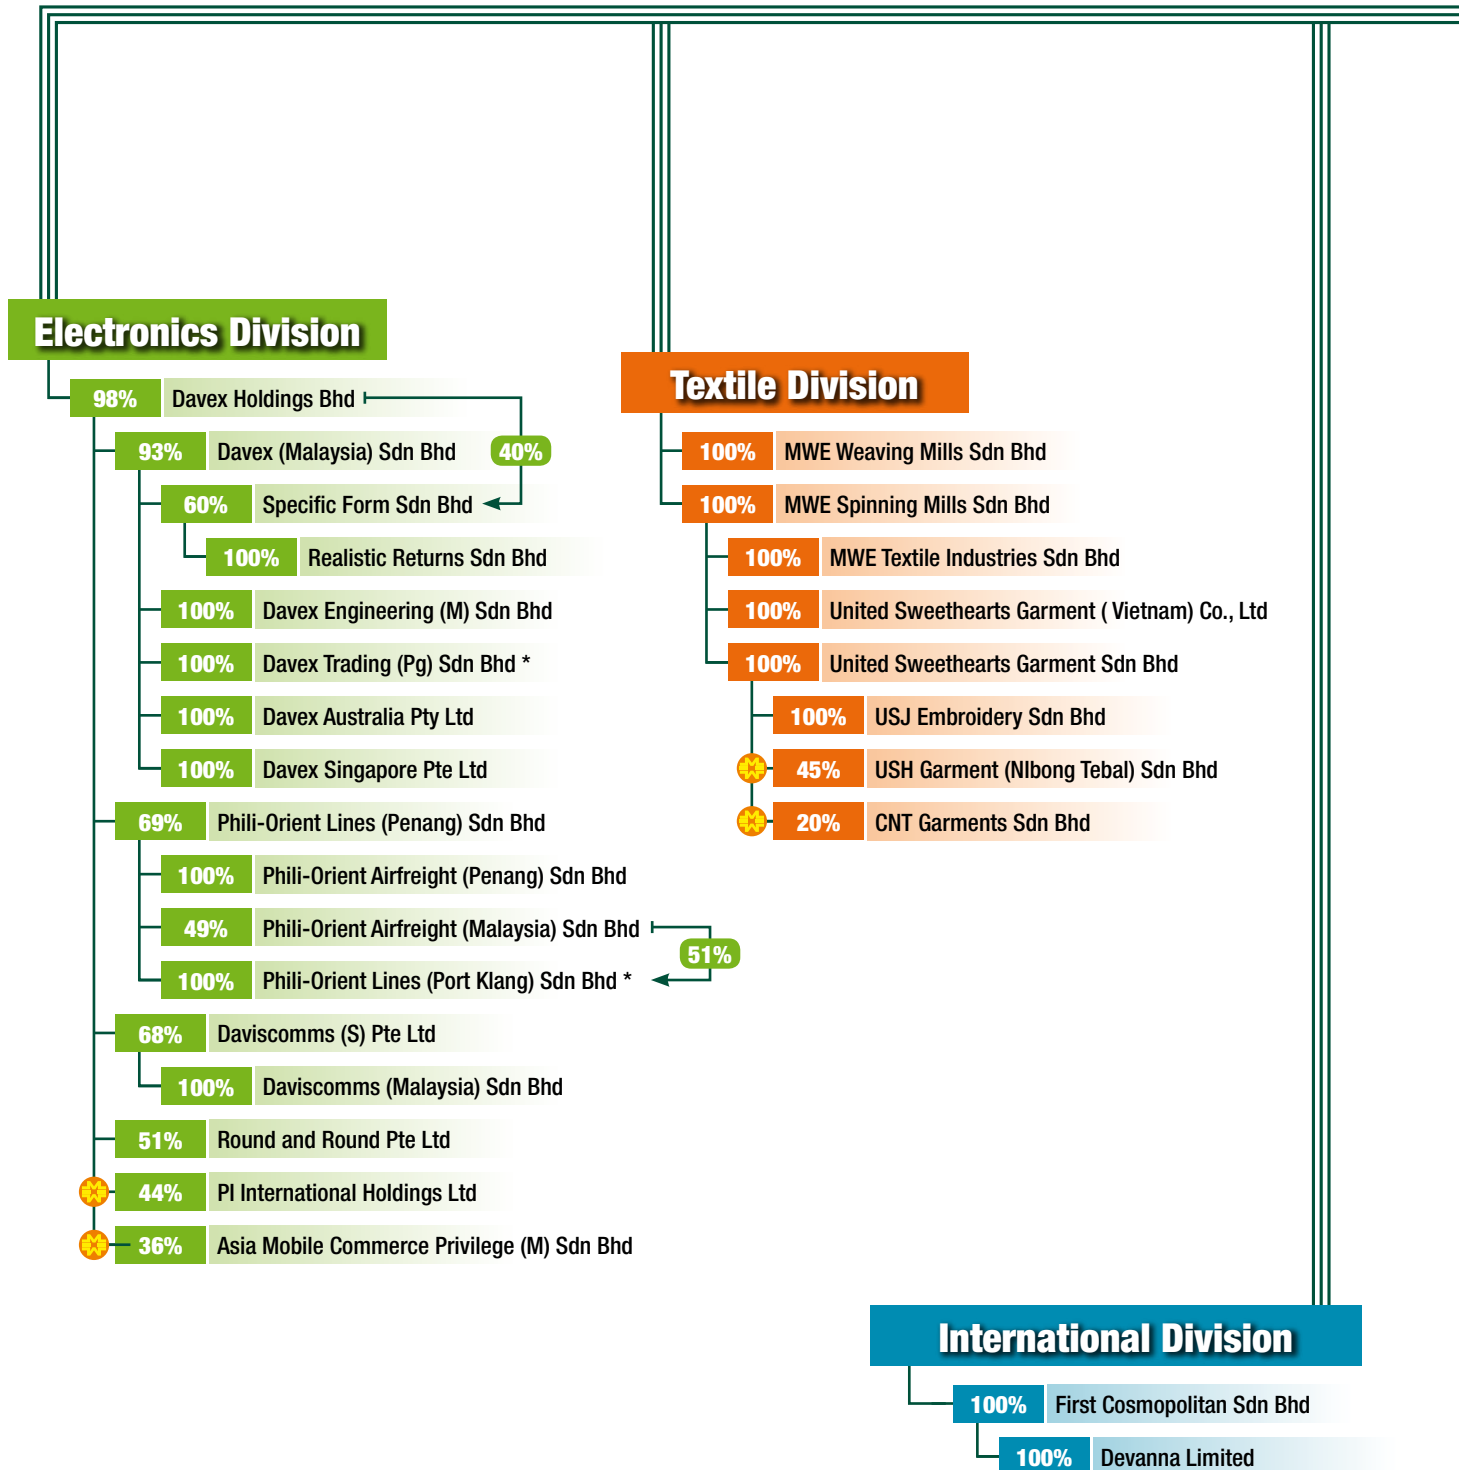 Electronics Division
98% Davex Holdings Bhd
93% Davex (Malaysia) Sdn Bhd
40%
60% Specific Form Sdn Bhd
100% Realistic Returns Sdn Bhd
100% Davex Engineering (M) Sdn Bhd
100% Davex Trading (Pg) Sdn Bhd *
100% Davex Australia Pty Ltd
100% Davex Singapore Pte Ltd
69% Phili-Orient Lines (Penang) Sdn Bhd
100% Phili-Orient Airfreight (Penang) Sdn Bhd
49% Phili-Orient Airfreight (Malaysia) Sdn Bhd
51%
100% Phili-Orient Lines (Port Klang) Sdn Bhd *
68% Daviscomms (S) Pte Ltd
100% Daviscomms (Malaysia) Sdn Bhd
51% Round and Round Pte Ltd
44% PI International Holdings Ltd
36% Asia Mobile Commerce Privilege (M) Sdn Bhd
Textile Division
100% MWE Weaving Mills Sdn Bhd
100% MWE Spinning Mills Sdn Bhd
100% MWE Textile Industries Sdn Bhd
100% United Sweethearts Garment ( Vietnam) Co., Ltd
100% United Sweethearts Garment Sdn Bhd
100% USJ Embroidery Sdn Bhd
45% USH Garment (NIbong Tebal) Sdn Bhd
20% CNT Garments Sdn Bhd
International Division
100% First Cosmopolitan Sdn Bhd
100% Devanna Limited